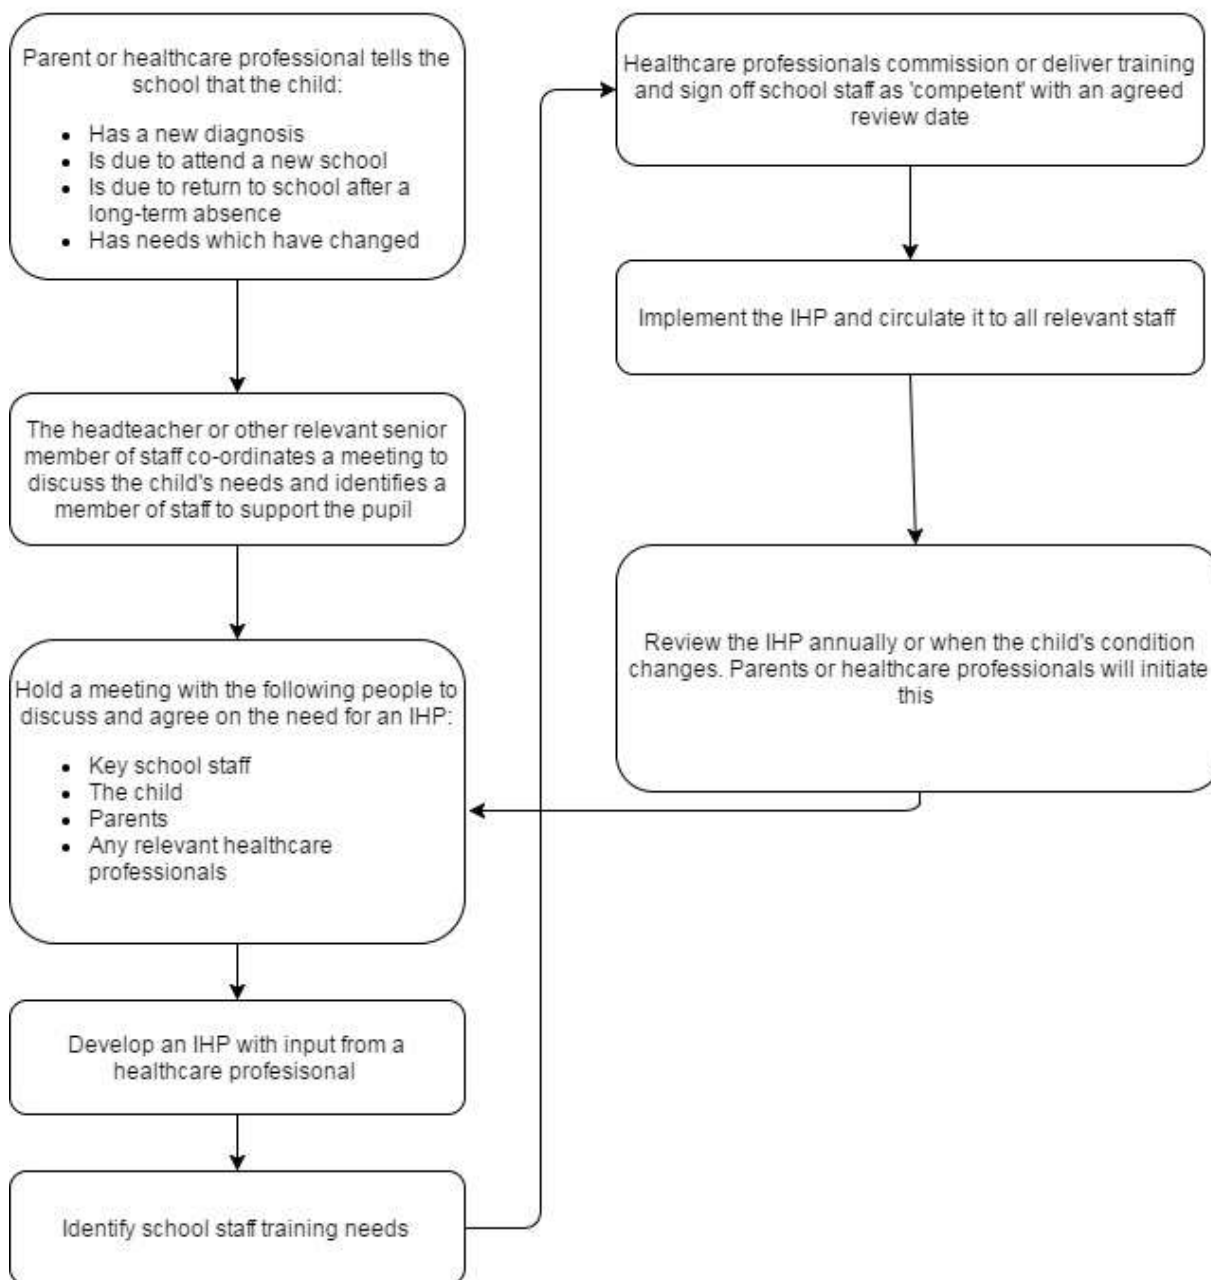 Parent or healthcare professional tells the
school that the child:
• Has a new diagnosis
• Is due to attend a new school
• Is due to return to school after a
long-term absence
• Has needs which have changed
The headteacher or other relevant senior
member of staff co-ordinates a meeting to
discuss the child's needs and identifies a
member of staff to support the pupil
Hold a meeting with the following people to
discuss and agree on the need for an IHP:
• Key school staff
• The child
• Parents
• Any relevant healthcare
professionals
Develop an IHP with input from a
healthcare profesisonal
Identify school staff training needs
Healthcare professionals commission or deliver training
and sign off school staff as 'competent' with an agreed
review date
Implement the IHP and circulate it to all relevant staff
Review the IHP annually or when the child's condition
changes. Parents or healthcare professionals will initiate
this